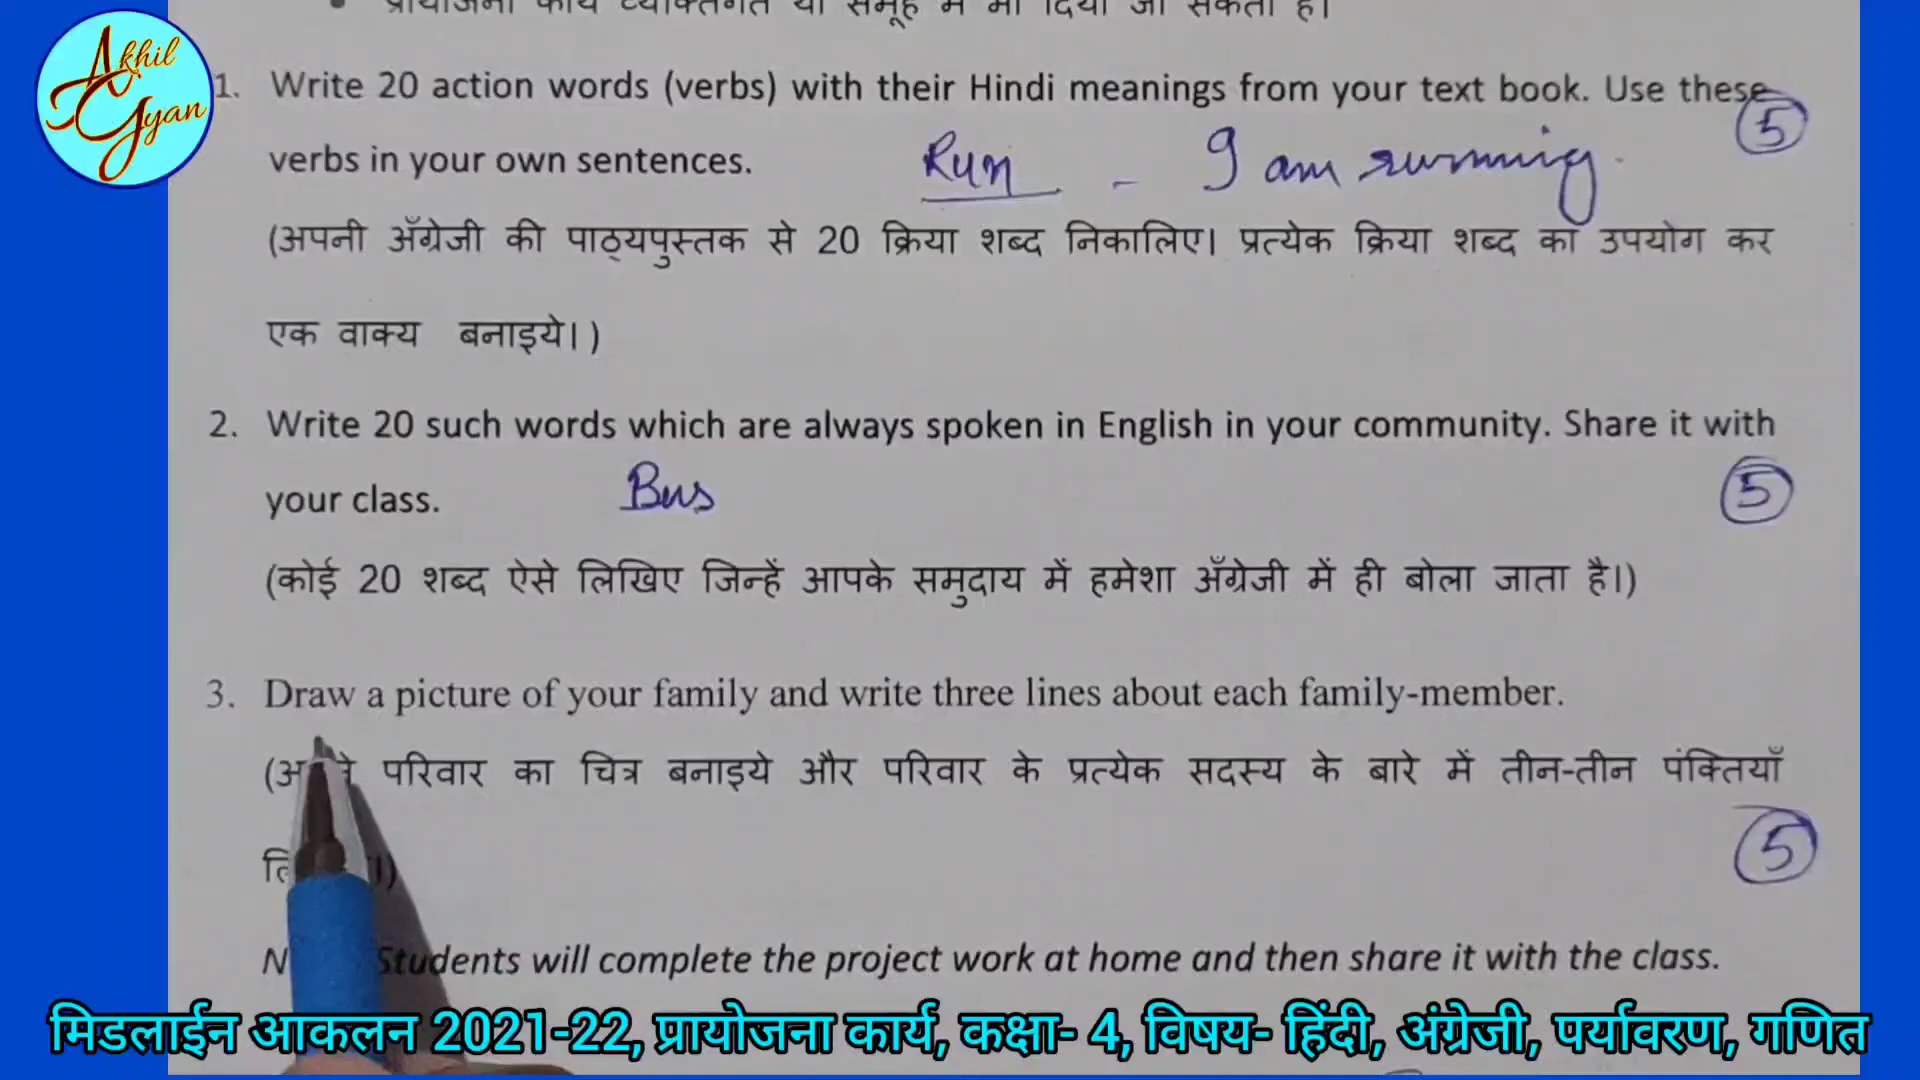 Akhil
Gyan
1. Write 20 action words (verbs) with their Hindi meanings from your text book. Use these
5
verbs in your own sentences. Run - I am running.
(अपनी अँग्रेजी की पाठ्यपुस्तक से 20 क्रिया शब्द निकालिए। प्रत्येक क्रिया शब्द का उपयोग कर
एक वाक्य बनाइये।)
2. Write 20 such words which are always spoken in English in your community. Share it with
your class. Bus 5
(कोई 20 शब्द ऐसे लिखिए जिन्हें आपके समुदाय में हमेशा अँग्रेजी में ही बोला जाता है।)
3. Draw a picture of your family and write three lines about each family-member.
परिवार का चित्र बनाइये और परिवार के प्रत्येक सदस्य के बारे में तीन-तीन पंक्तियाँ
5
Students will complete the project work at home and then share it with the class.
मिडलाईन आकलन 2021-22, प्रायोजना कार्य, कक्षा- 4, विषय- हिंदी, अंग्रेजी, पर्यावरण, गणित